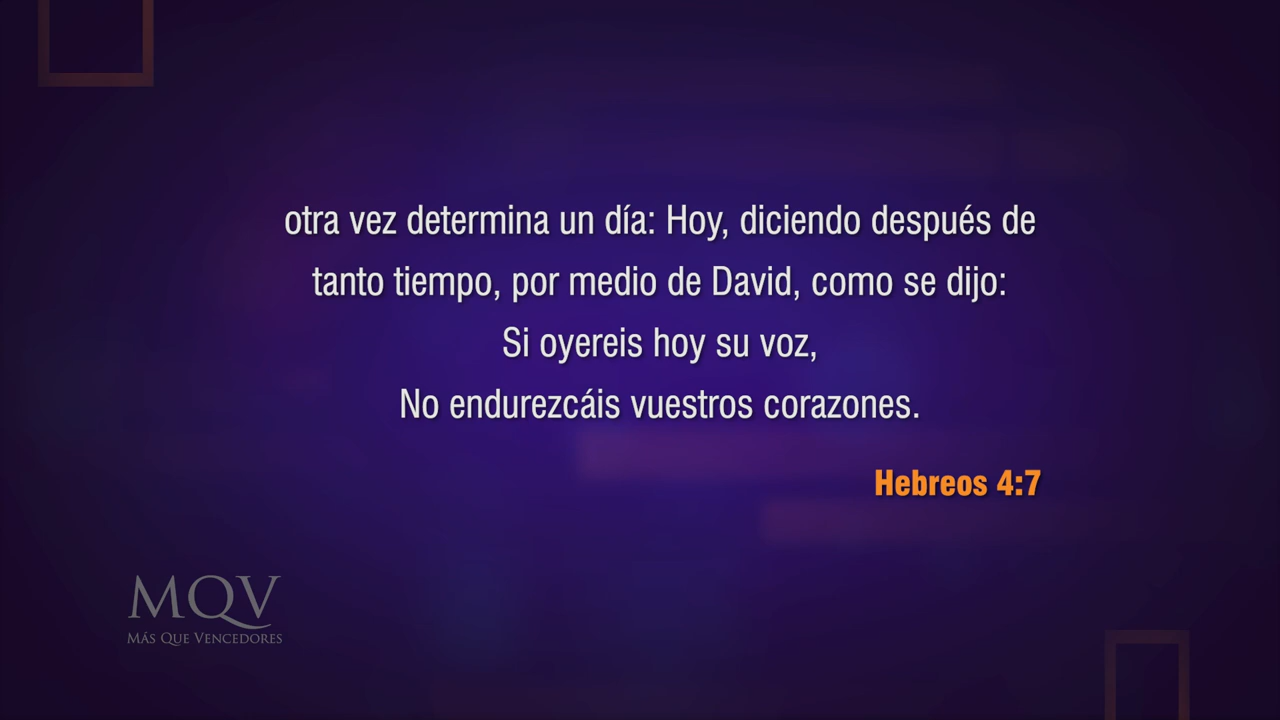 otra vez determina un día: Hoy, diciendo después de
tanto tiempo, por medio de David, como se dijo:
Si oyereis hoy su voz,
No endurezcáis vuestros corazones.
Hebreos 4:7
MQV
Más Que Vencedores